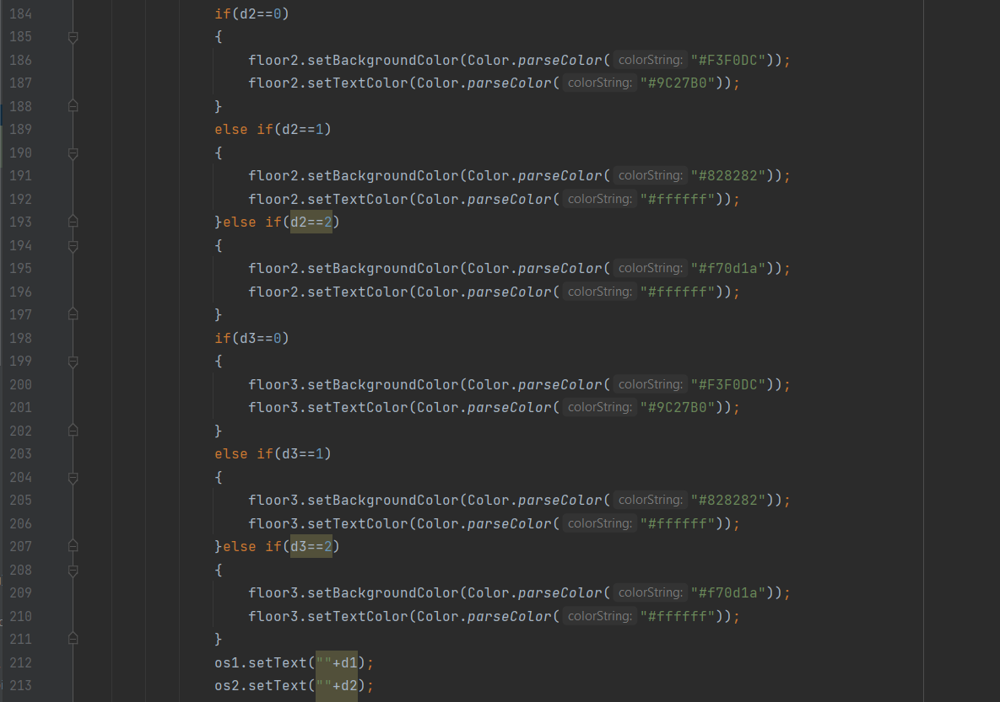 184 if(d2==0)
185 {
186 floor2.setBackgroundColor(Color.parseColor( colorString: "#F3F0DC"));
187 floor2.setTextColor(Color.parseColor( colorString: "#9C27B0"));
188 }
189 else if(d2==1)
190 {
191 floor2.setBackgroundColor(Color.parseColor( colorString: "#828282"));
192 floor2.setTextColor(Color.parseColor( colorString: "#ffffff"));
193 }else if(d2==2)
194 {
195 floor2.setBackgroundColor(Color.parseColor( colorString: "#f70d1a"));
196 floor2.setTextColor(Color.parseColor( colorString: "#ffffff"));
197 }
198 if(d3==0)
199 {
200 floor3.setBackgroundColor(Color.parseColor( colorString: "#F3F0DC"));
201 floor3.setTextColor(Color.parseColor( colorString: "#9C27B0"));
202 }
203 else if(d3==1)
204 {
205 floor3.setBackgroundColor(Color.parseColor( colorString: "#828282"));
206 floor3.setTextColor(Color.parseColor( colorString: "#ffffff"));
207 }else if(d3==2)
208 {
209 floor3.setBackgroundColor(Color.parseColor( colorString: "#f70d1a"));
210 floor3.setTextColor(Color.parseColor( colorString: "#ffffff"));
211 }
212 os1.setText(""+d1);
213 os2.setText(""+d2);